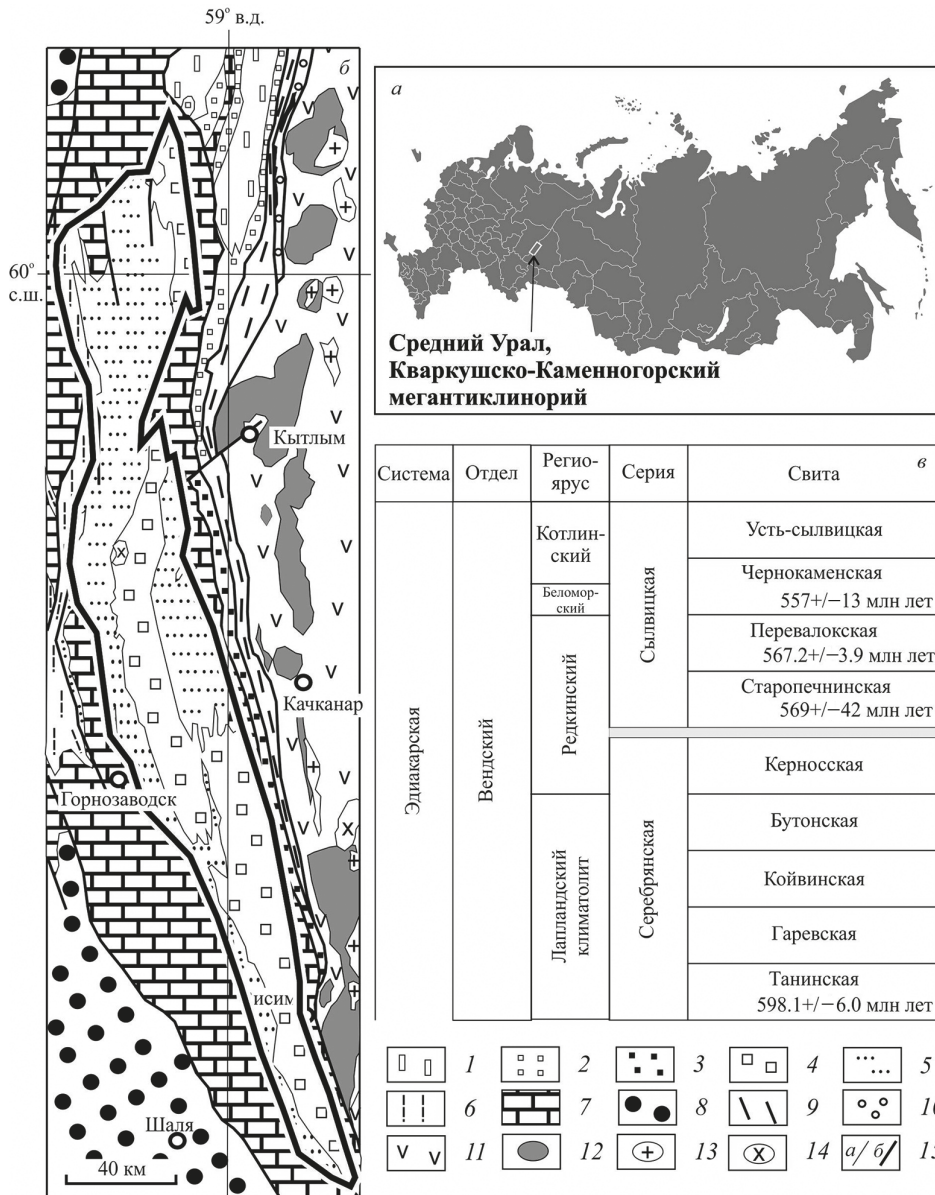 59° в.д.
б
60°
с.ш.
Кытлым
Качканар
Горнозаводск
Шаля
40 км
а
Средний Урал,
Кваркушско-Каменногорский
мегантиклинорий
в
Система
Отдел
Регио-
ярус
Серия
Свита
Эдиакарская
Вендский
Котлин-
ский
Беломор-
ский
Редкинский
Лапландский
климатолит
Сылвицкая
Серебрянская
Усть-сылвицкая
Чернокаменская
557+/−13 млн лет
Перевалокская
567.2+/−3.9 млн лет
Старопечнинская
569+/−42 млн лет
Керносская
Бутонская
Койвинская
Гаревская
Танинская
598.1+/−6.0 млн лет
1 2 3 4 5
6 7 8 9
11 12 13 14 а/б